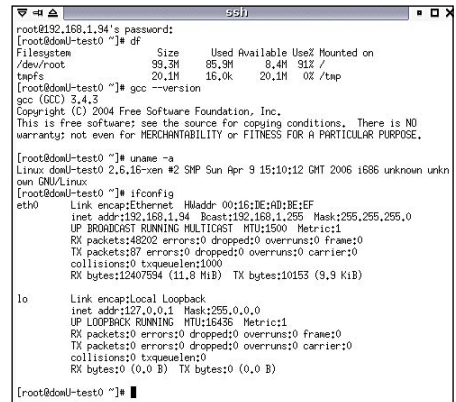 ssh
root@192.168.1.94's password:
[root@domU-test0 ~]# df
Filesystem Size Used Available Use% Mounted on
/dev/root 99.3M 85.9M 8.4M 91% /
tmpfs 20.1M 16.0k 20.1M 0% /tmp
[root@domU-test0 ~]# gcc --version
gcc (GCC) 3.4.3
Copyright (C) 2004 Free Software Foundation, Inc.
This is free software; see the source for copying conditions. There is NO
warranty; not even for MERCHANTABILITY or FITNESS FOR A PARTICULAR PURPOSE.
[root@domU-test0 ~]# uname -a
Linux domU-test0 2.6.16-xen #2 SMP Sun Apr 9 15:10:12 GMT 2006 i686 unknown unkn
own GNU/Linux
[root@domU-test0 ~]# ifconfig
eth0 Link encap:Ethernet HWaddr 00:16:DE:AD:BE:EF
inet addr:192.168.1.94 Bcast:192.168.1.255 Mask:255.255.255.0
UP BROADCAST RUNNING MULTICAST MTU:1500 Metric:1
RX packets:48202 errors:0 dropped:0 overruns:0 frame:0
TX packets:87 errors:0 dropped:0 overruns:0 carrier:0
collisions:0 txqueuelen:1000
RX bytes:12407594 (11.8 MiB) TX bytes:10153 (9.9 KiB)
lo Link encap:Local Loopback
inet addr:127.0.0.1 Mask:255.0.0.0
UP LOOPBACK RUNNING MTU:16436 Metric:1
RX packets:0 errors:0 dropped:0 overruns:0 frame:0
TX packets:0 errors:0 dropped:0 overruns:0 carrier:0
collisions:0 txqueuelen:0
RX bytes:0 (0.0 B) TX bytes:0 (0.0 B)
[root@domU-test0 ~]#